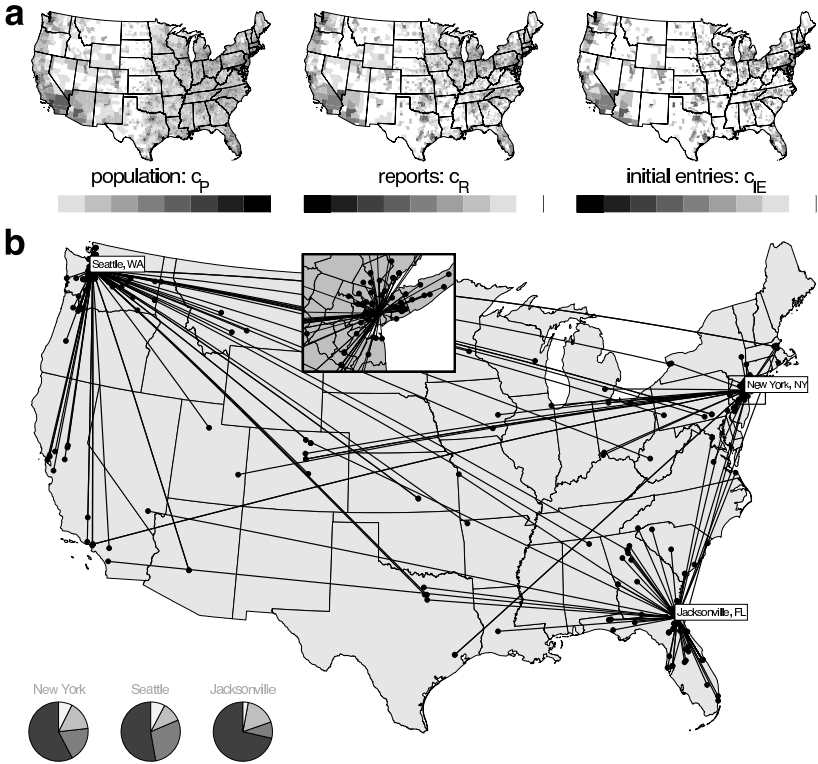 a
population: cP
reports: cR
initial entries: cIE
b
Seattle, WA
New York, NY
Jacksonville, FL
New York
Seattle
Jacksonville